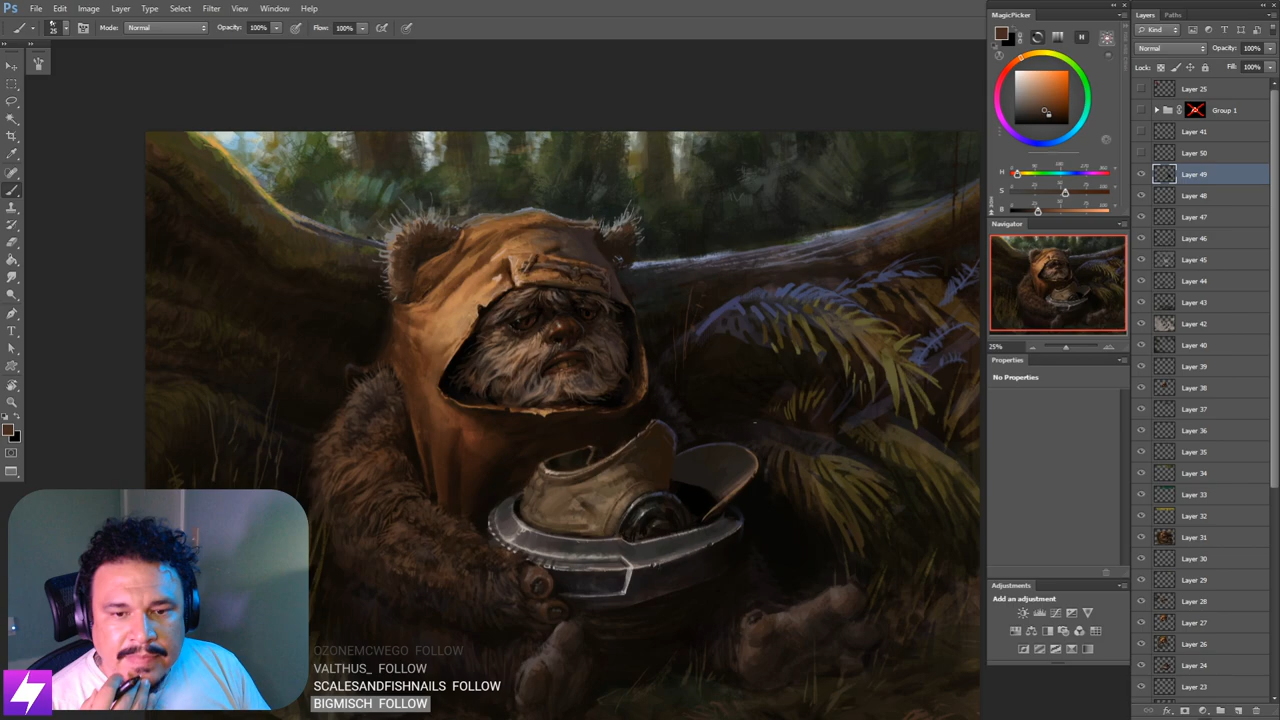 Ps File Edit Image Layer Type Select Filter View Window Help
25 Mode: Normal Opacity: 100% Flow: 100%
MagicPicker
H
H
S
B
Navigator
25%
Properties
No Properties
Adjustments
Add an adjustment
Layers Paths
Kind
Normal Opacity: 100%
Lock: Fill: 100%
Layer 25
Group 1
Layer 41
Layer 50
Layer 49
Layer 48
Layer 47
Layer 46
Layer 45
Layer 44
Layer 43
Layer 42
Layer 40
Layer 39
Layer 38
Layer 37
Layer 36
Layer 35
Layer 34
Layer 33
Layer 32
Layer 31
Layer 30
Layer 29
Layer 28
Layer 27
Layer 26
Layer 24
Layer 23
fx
OZONEMCWEGO FOLLOW
VALTHUS_ FOLLOW
SCALESANDFISHNAILS FOLLOW
BIGMISCH FOLLOW